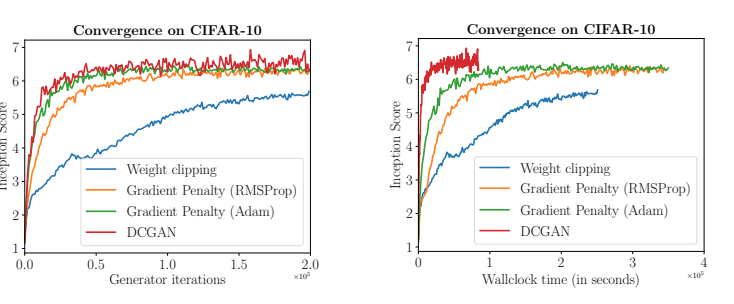 Convergence on CIFAR-10
7
6
5
4
3
2
1
Inception Score
Weight clipping
Gradient Penalty (RMSProp)
Gradient Penalty (Adam)
DCGAN
0.0 0.5 1.0 1.5 2.0
Generator iterations ×10⁵
Convergence on CIFAR-10
7
6
5
4
3
2
1
Inception Score
Weight clipping
Gradient Penalty (RMSProp)
Gradient Penalty (Adam)
DCGAN
0 1 2 3 4
Wallclock time (in seconds) ×10⁵